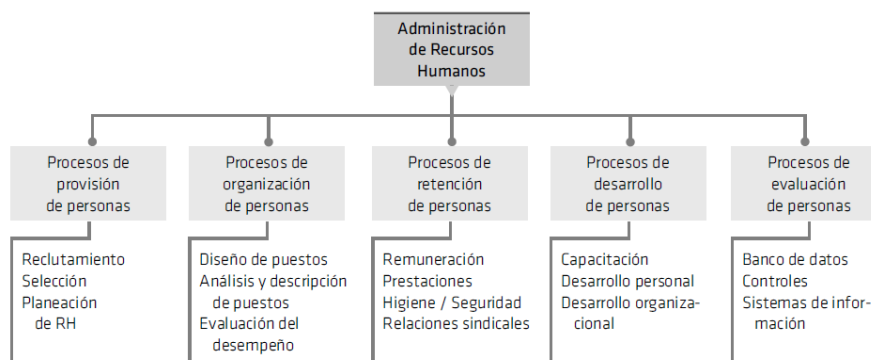 Administración
de Recursos
Humanos
Procesos de
provisión
de personas
Reclutamiento
Selección
Planeación
de RH
Procesos de
organización
de personas
Diseño de puestos
Análisis y descripción
de puestos
Evaluación del
desempeño
Procesos de
retención
de personas
Remuneración
Prestaciones
Higiene / Seguridad
Relaciones sindicales
Procesos de
desarrollo
de personas
Capacitación
Desarrollo personal
Desarrollo organiza-
cional
Procesos de
evaluación
de personas
Banco de datos
Controles
Sistemas de infor-
mación